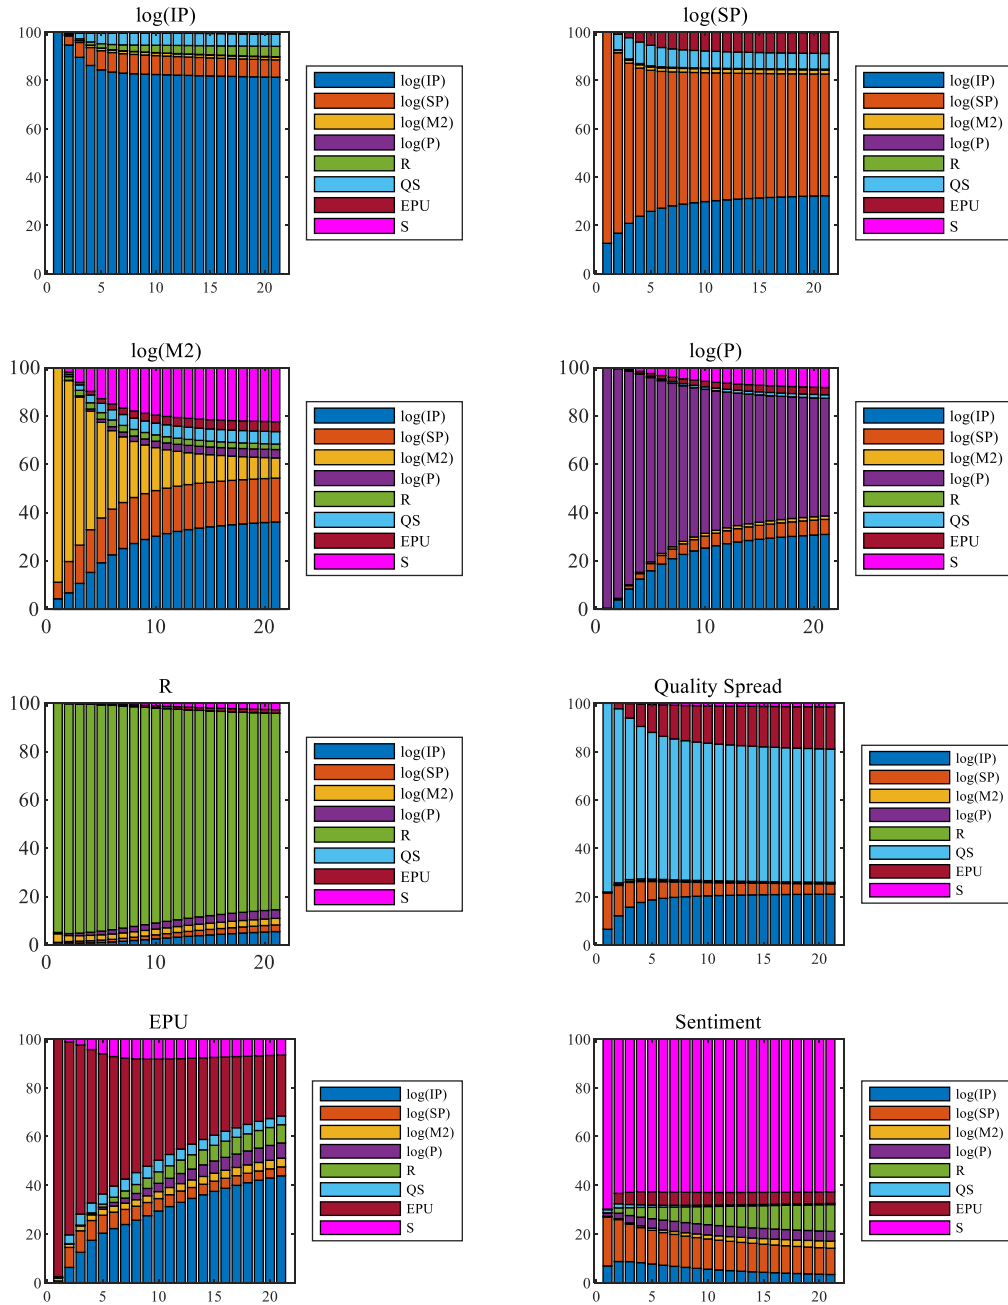 log(IP)
100
80
60
40
20
0
0 5 10 15 20
log(IP)
log(SP)
log(M2)
log(P)
R
QS
EPU
S
log(SP)
100
80
60
40
20
0
0 5 10 15 20
log(IP)
log(SP)
log(M2)
log(P)
R
QS
EPU
S
log(M2)
100
80
60
40
20
0
0 10 20
log(IP)
log(SP)
log(M2)
log(P)
R
QS
EPU
S
log(P)
100
80
60
40
20
0
0 10 20
log(IP)
log(SP)
log(M2)
log(P)
R
QS
EPU
S
R
100
80
60
40
20
0
0 10 20
log(IP)
log(SP)
log(M2)
log(P)
R
QS
EPU
S
Quality Spread
100
80
60
40
20
0
0 5 10 15 20
log(IP)
log(SP)
log(M2)
log(P)
R
QS
EPU
S
EPU
100
80
60
40
20
0
0 5 10 15 20
log(IP)
log(SP)
log(M2)
log(P)
R
QS
EPU
S
Sentiment
100
80
60
40
20
0
0 5 10 15 20
log(IP)
log(SP)
log(M2)
log(P)
R
QS
EPU
S